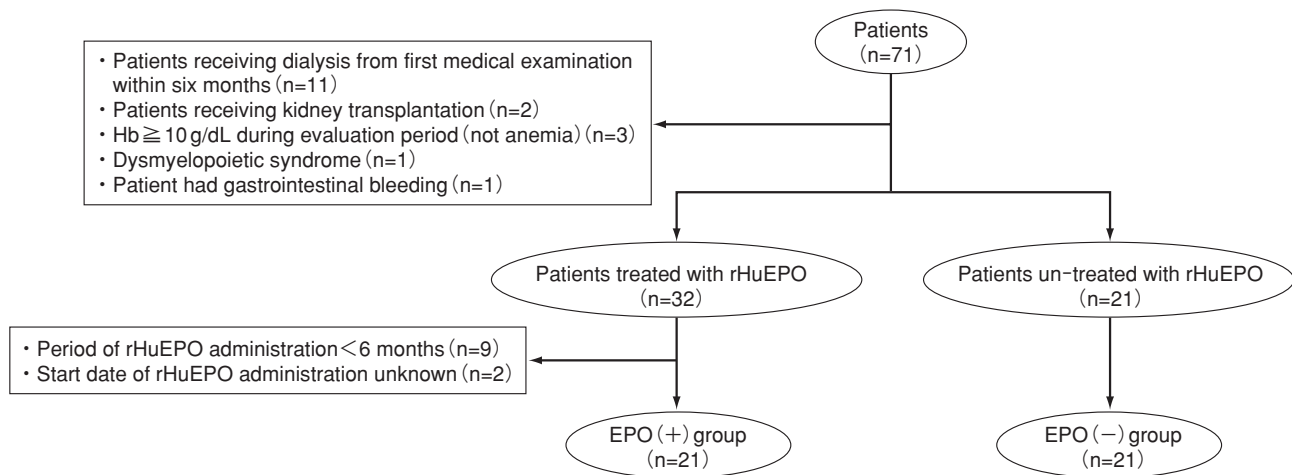 Patients
(n=71)
・Patients receiving dialysis from first medical examination
within six months (n=11)
・Patients receiving kidney transplantation (n=2)
・Hb≧10 g/dL during evaluation period (not anemia) (n=3)
・Dysmyelopoietic syndrome (n=1)
・Patient had gastrointestinal bleeding (n=1)
Patients treated with rHuEPO
(n=32)
Patients un-treated with rHuEPO
(n=21)
・Period of rHuEPO administration<6 months (n=9)
・Start date of rHuEPO administration unknown (n=2)
EPO (+) group
(n=21)
EPO (−) group
(n=21)